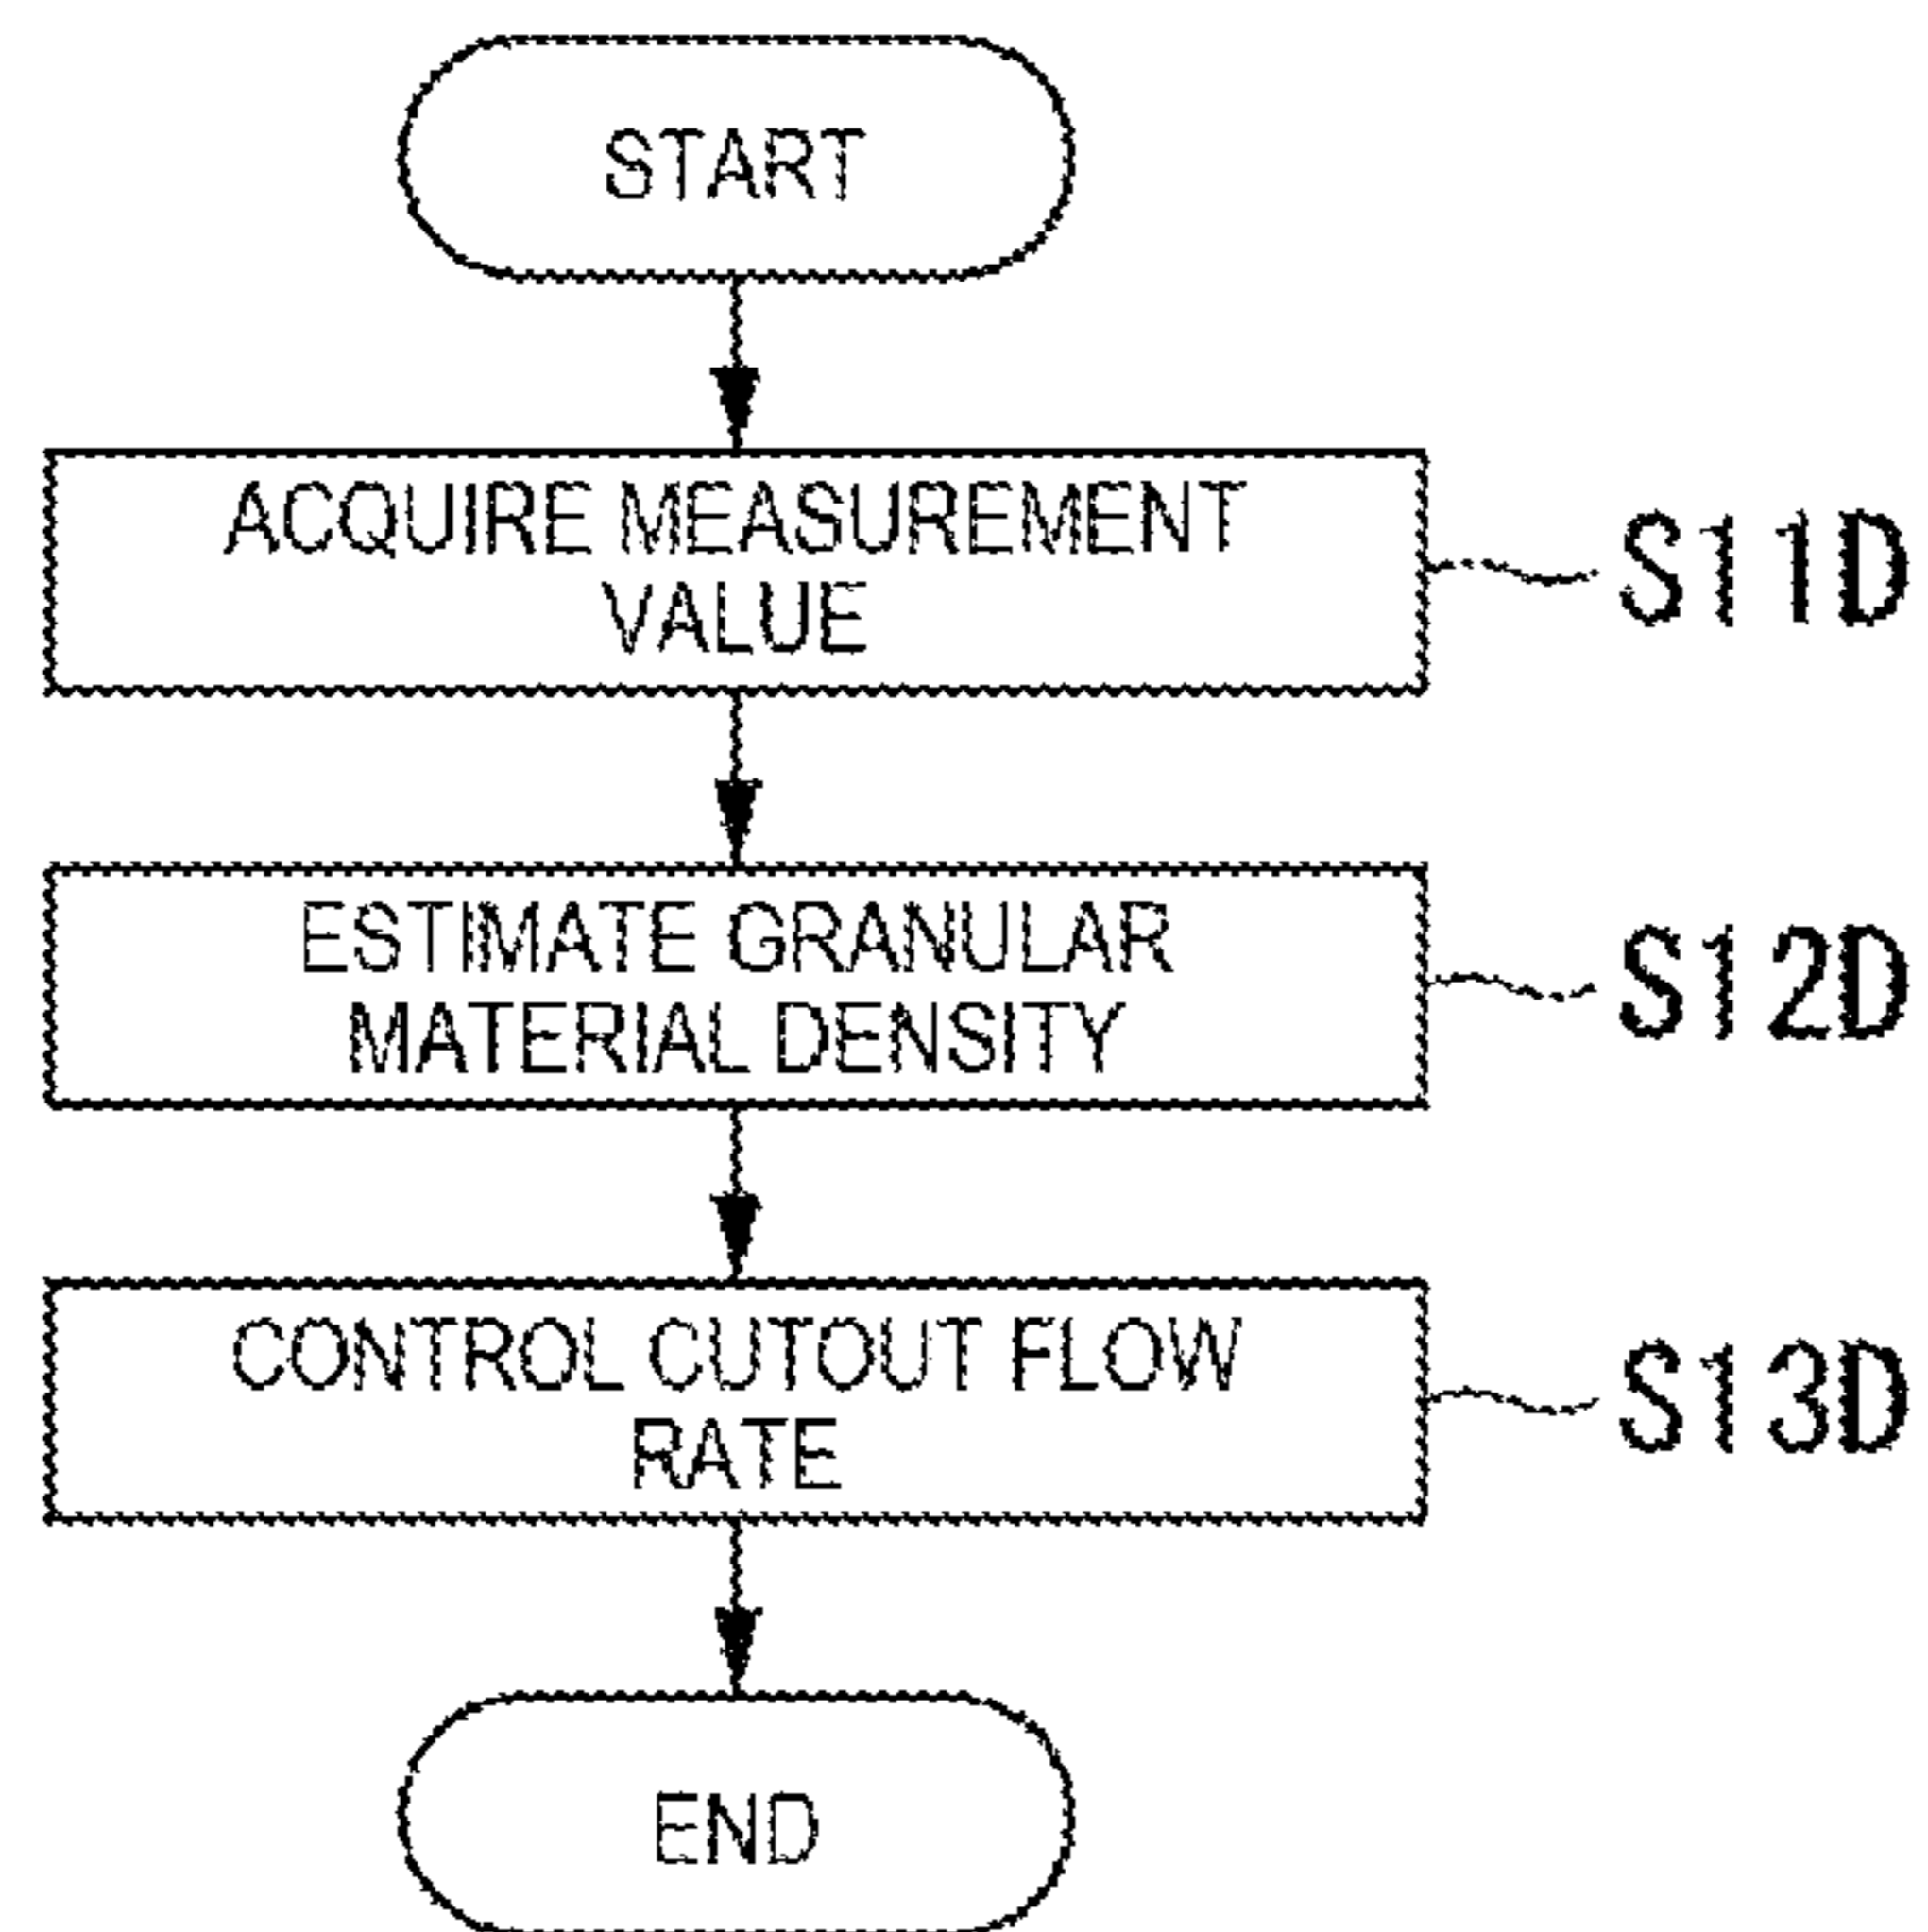 START
ACQUIRE MEASUREMENT
VALUE
S11D
ESTIMATE GRANULAR
MATERIAL DENSITY
S12D
CONTROL CUTOUT FLOW
RATE
S13D
END